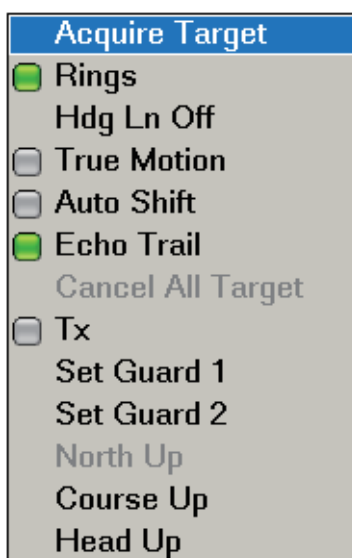 Acquire Target
Rings
Hdg Ln Off
True Motion
Auto Shift
Echo Trail
Cancel All Target
Tx
Set Guard 1
Set Guard 2
North Up
Course Up
Head Up